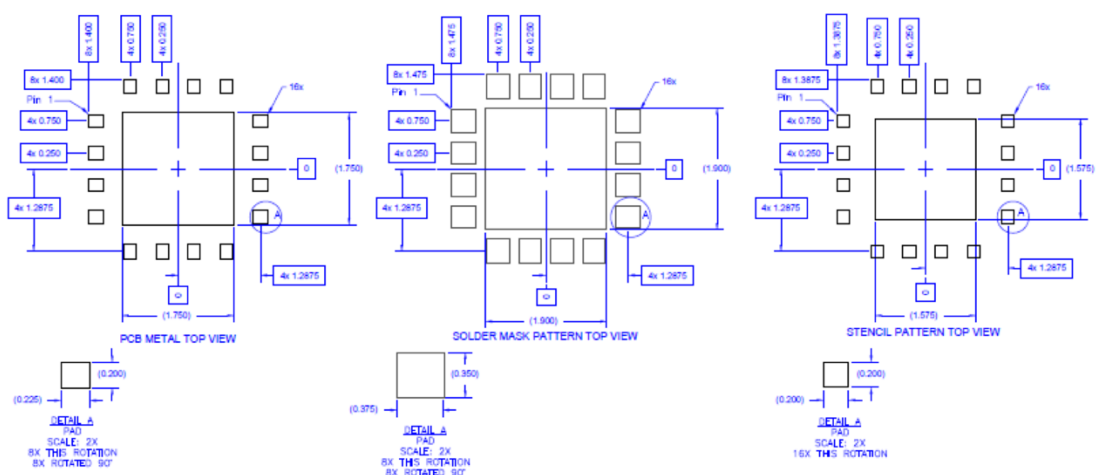 8x 1.400
4x 0.750
4x 0.250
8x 1.400
Pin 1
16x
4x 0.750
4x 0.250
0
(1.750)
4x 1.2875
4x 1.2875
A
0
(1.750)
PCB METAL TOP VIEW
(0.200)
(0.225)
DETAIL A
PAD
SCALE: 2X
8X THIS ROTATION
8X ROTATED 90°
8x 1.475
4x 0.750
4x 0.250
8x 1.475
Pin 1
16x
4x 0.750
4x 0.250
0
(1.900)
4x 1.2875
A
4x 1.2875
0
(1.900)
SOLDER MASK PATTERN TOP VIEW
(0.350)
(0.375)
DETAIL A
PAD
SCALE: 2X
8X THIS ROTATION
8X ROTATED 90°
8x 1.3875
4x 0.750
4x 0.250
8x 1.3875
Pin 1
16x
4x 0.750
4x 0.250
0
(1.575)
4x 1.2875
A
4x 1.2875
0
(1.575)
STENCIL PATTERN TOP VIEW
(0.200)
(0.200)
DETAIL A
PAD
SCALE: 2X
16X THIS ROTATION